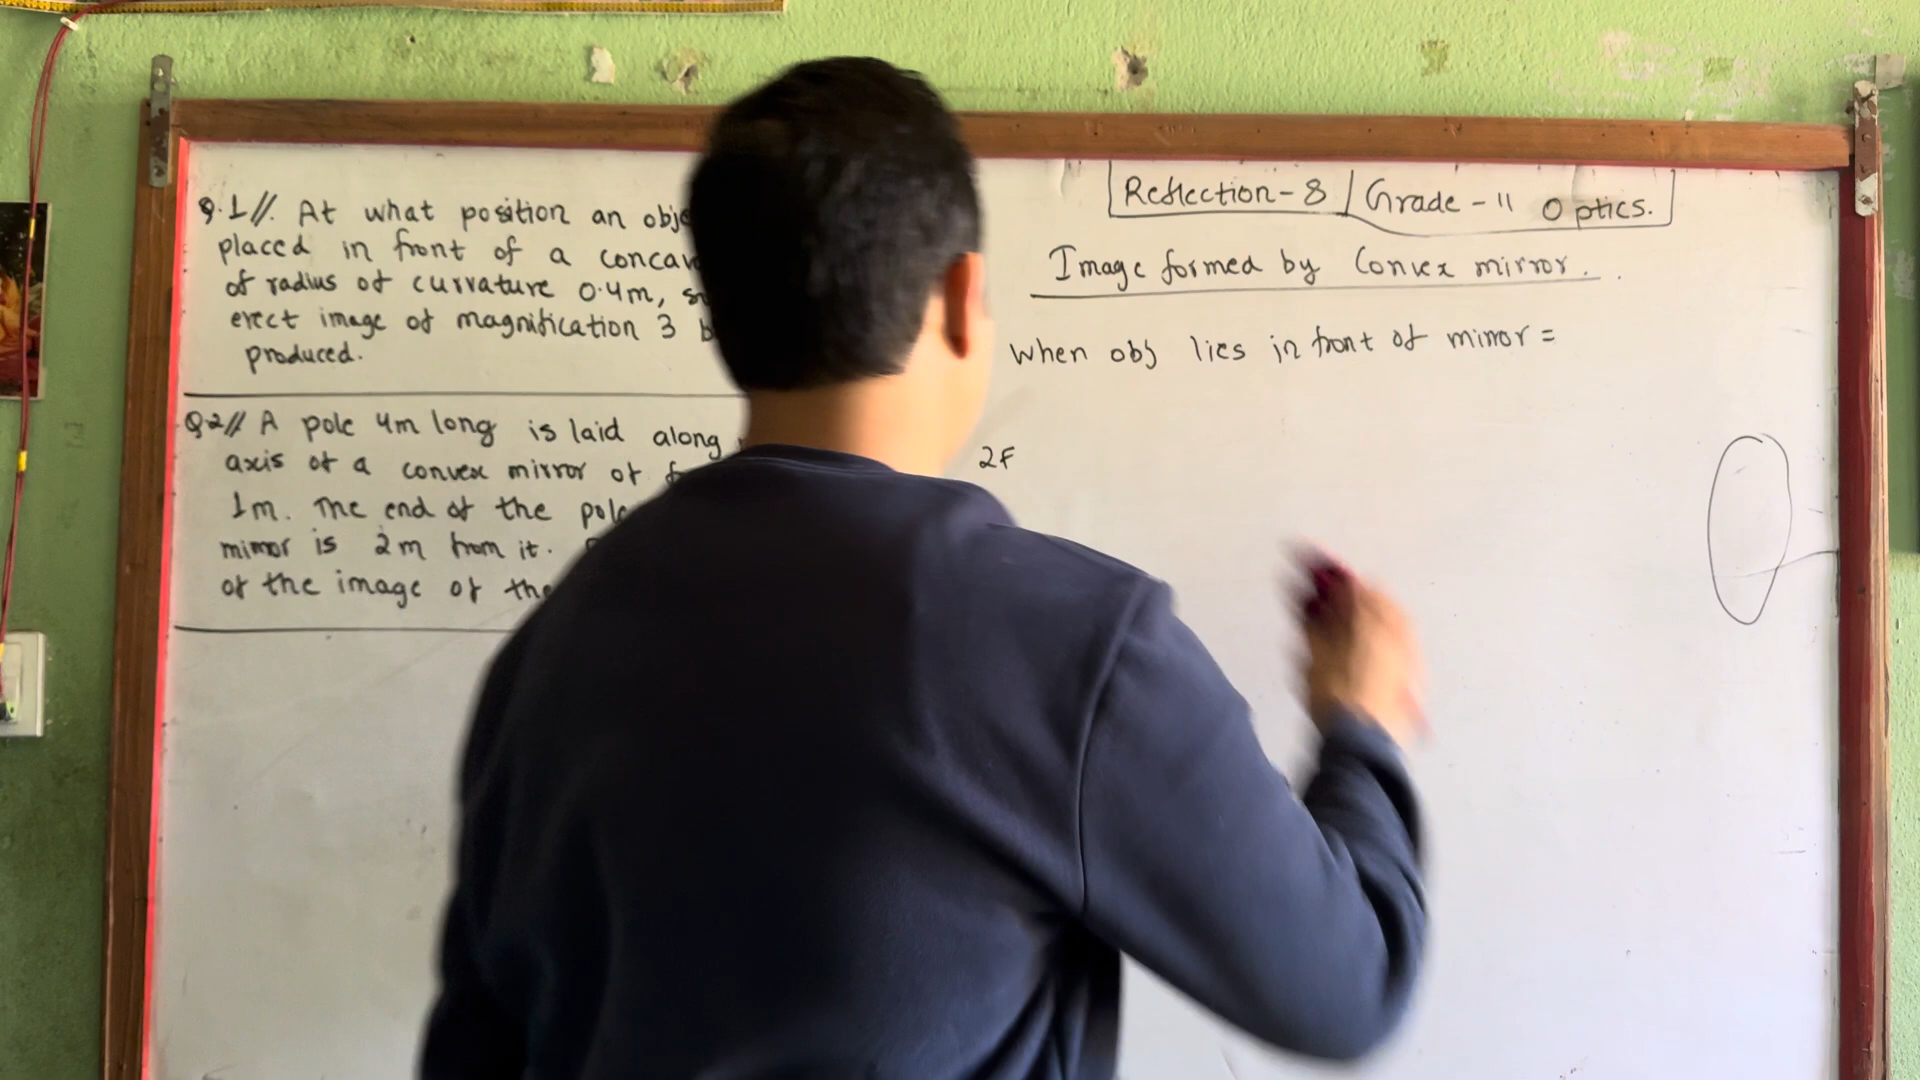 Q.1//. At what position an
placed in front of a
of radius of curvature 0.4m,
erect image of magnification 3
produced.
Q2// A pole 4m long is laid along
axis of a convex mirror of
1m. The end of the pole
mirror is 2m from it.
of the image of the
Reflection-8 Grade-11 Optics.
Image formed by Convex mirror.
When obj lies in front of mirror =
2F